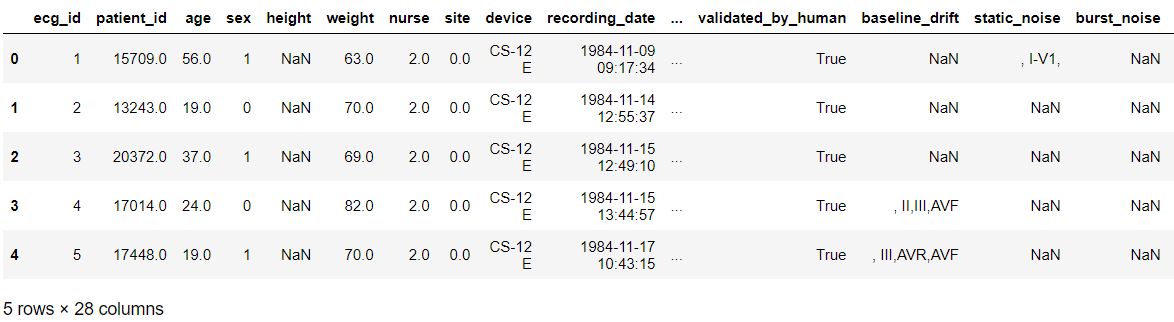 ecg_id patient_id age sex height weight nurse site device recording_date ... validated_by_human baseline_drift static_noise burst_noise
0 1 15709.0 56.0 1 NaN 63.0 2.0 0.0 CS-12 E 1984-11-09 09:17:34 ... True NaN , I-V1, NaN
1 2 13243.0 19.0 0 NaN 70.0 2.0 0.0 CS-12 E 1984-11-14 12:55:37 ... True NaN NaN NaN
2 3 20372.0 37.0 1 NaN 69.0 2.0 0.0 CS-12 E 1984-11-15 12:49:10 ... True NaN NaN NaN
3 4 17014.0 24.0 0 NaN 82.0 2.0 0.0 CS-12 E 1984-11-15 13:44:57 ... True , II,III,AVF NaN NaN
4 5 17448.0 19.0 1 NaN 70.0 2.0 0.0 CS-12 E 1984-11-17 10:43:15 ... True , III,AVR,AVF NaN NaN
5 rows × 28 columns